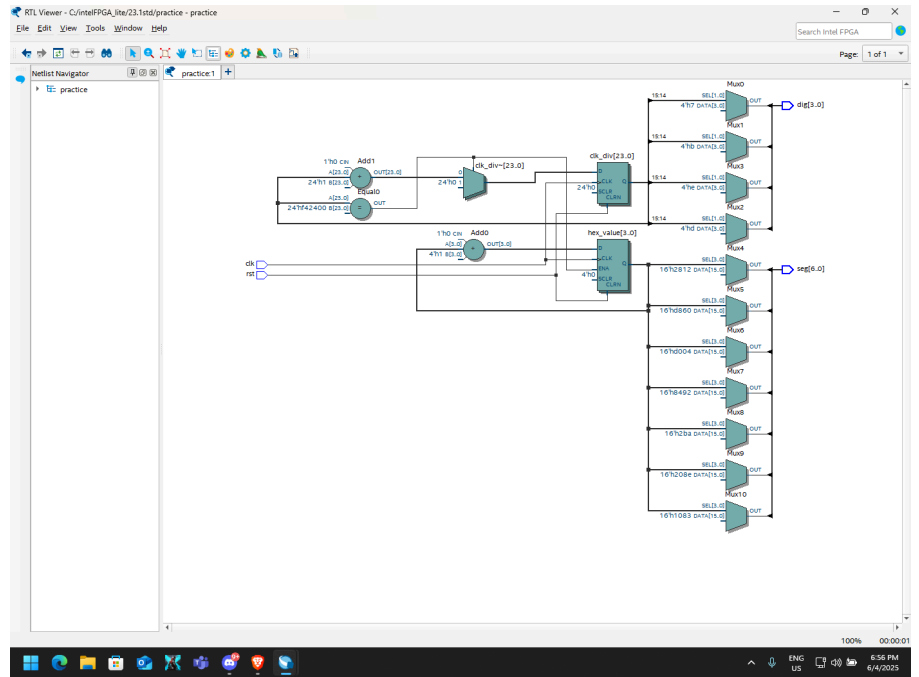 RTL Viewer - C:/intelFPGA_lite/23.1std/practice - practice
File Edit View Tools Window Help
Search Intel FPGA
Page: 1 of 1
Netlist Navigator
practice:1
practice
Mux0
18:14
SEL[1..0]
4'h7 DATA[3..0]
OUT
dig[3..0]
Mux1
18:14
SEL[1..0]
4'hb DATA[3..0]
OUT
Mux3
18:14
SEL[1..0]
4'he DATA[3..0]
OUT
Mux2
18:14
SEL[1..0]
4'hd DATA[3..0]
OUT
Add1
1'h0 CIN
A[23..0]
24'h1 B[23..0]
OUT[23..0]
Equal0
A[23..0]
24'hf42400 B[23..0]
OUT
clk_div~[23..0]
0
24'h0 1
clk_div[23..0]
D
CLK
24'h0
SCLR
CLRN
Q
Add0
1'h0 CIN
A[3..0]
4'h1 B[3..0]
OUT[3..0]
hex_value[3..0]
D
CLK
ENA
4'h0
SCLR
CLRN
Q
clk
rst
Mux4
SEL[3..0]
16'h2812 DATA[15..0]
OUT
seg[6..0]
Mux5
SEL[3..0]
16'hd860 DATA[15..0]
OUT
Mux6
SEL[3..0]
16'hd004 DATA[15..0]
OUT
Mux7
SEL[3..0]
16'h8492 DATA[15..0]
OUT
Mux8
SEL[3..0]
16'h2ba DATA[15..0]
OUT
Mux9
SEL[3..0]
16'h208e DATA[15..0]
OUT
Mux10
SEL[3..0]
16'h1083 DATA[15..0]
OUT
100% 00:00:01
ENG
US
6:56 PM
6/4/2025